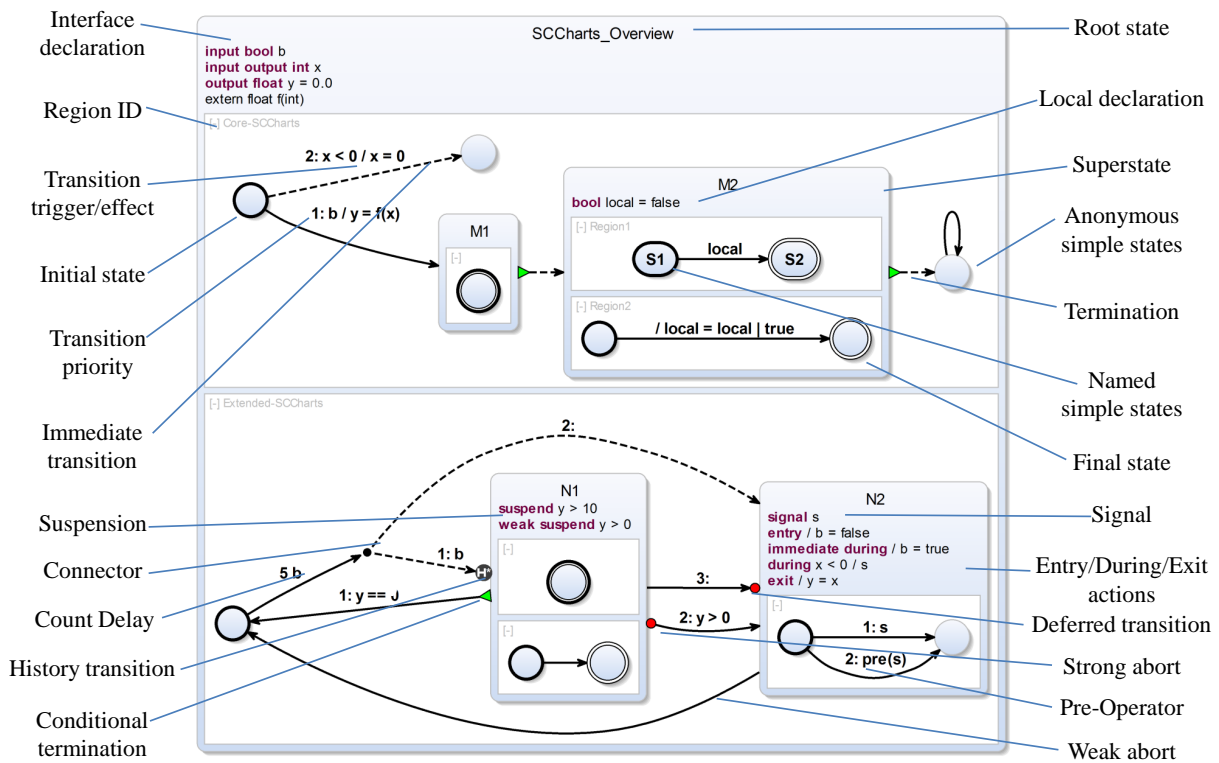 Interface
declaration
Region ID
Transition
trigger/effect
Initial state
Transition
priority
Immediate
transition
Suspension
Connector
Count Delay
History transition
Conditional
termination
SCCharts_Overview
input bool b
input output int x
output float y = 0.0
extern float f(int)
[-] Core-SCCharts
2: x < 0 / x = 0
1: b / y = f(x)
M1
[-]
M2
bool local = false
[-] Region1
S1
local
S2
[-] Region2
/ local = local | true
[-] Extended-SCCharts
2:
5 b
1: b
H*
1: y == J
N1
suspend y > 10
weak suspend y > 0
[-]
[-]
3:
2: y > 0
N2
signal s
entry / b = false
immediate during / b = true
during x < 0 / s
exit / y = x
[-]
1: s
2: pre(s)
Root state
Local declaration
Superstate
Anonymous
simple states
Termination
Named
simple states
Final state
Signal
Entry/During/Exit
actions
Deferred transition
Strong abort
Pre-Operator
Weak abort